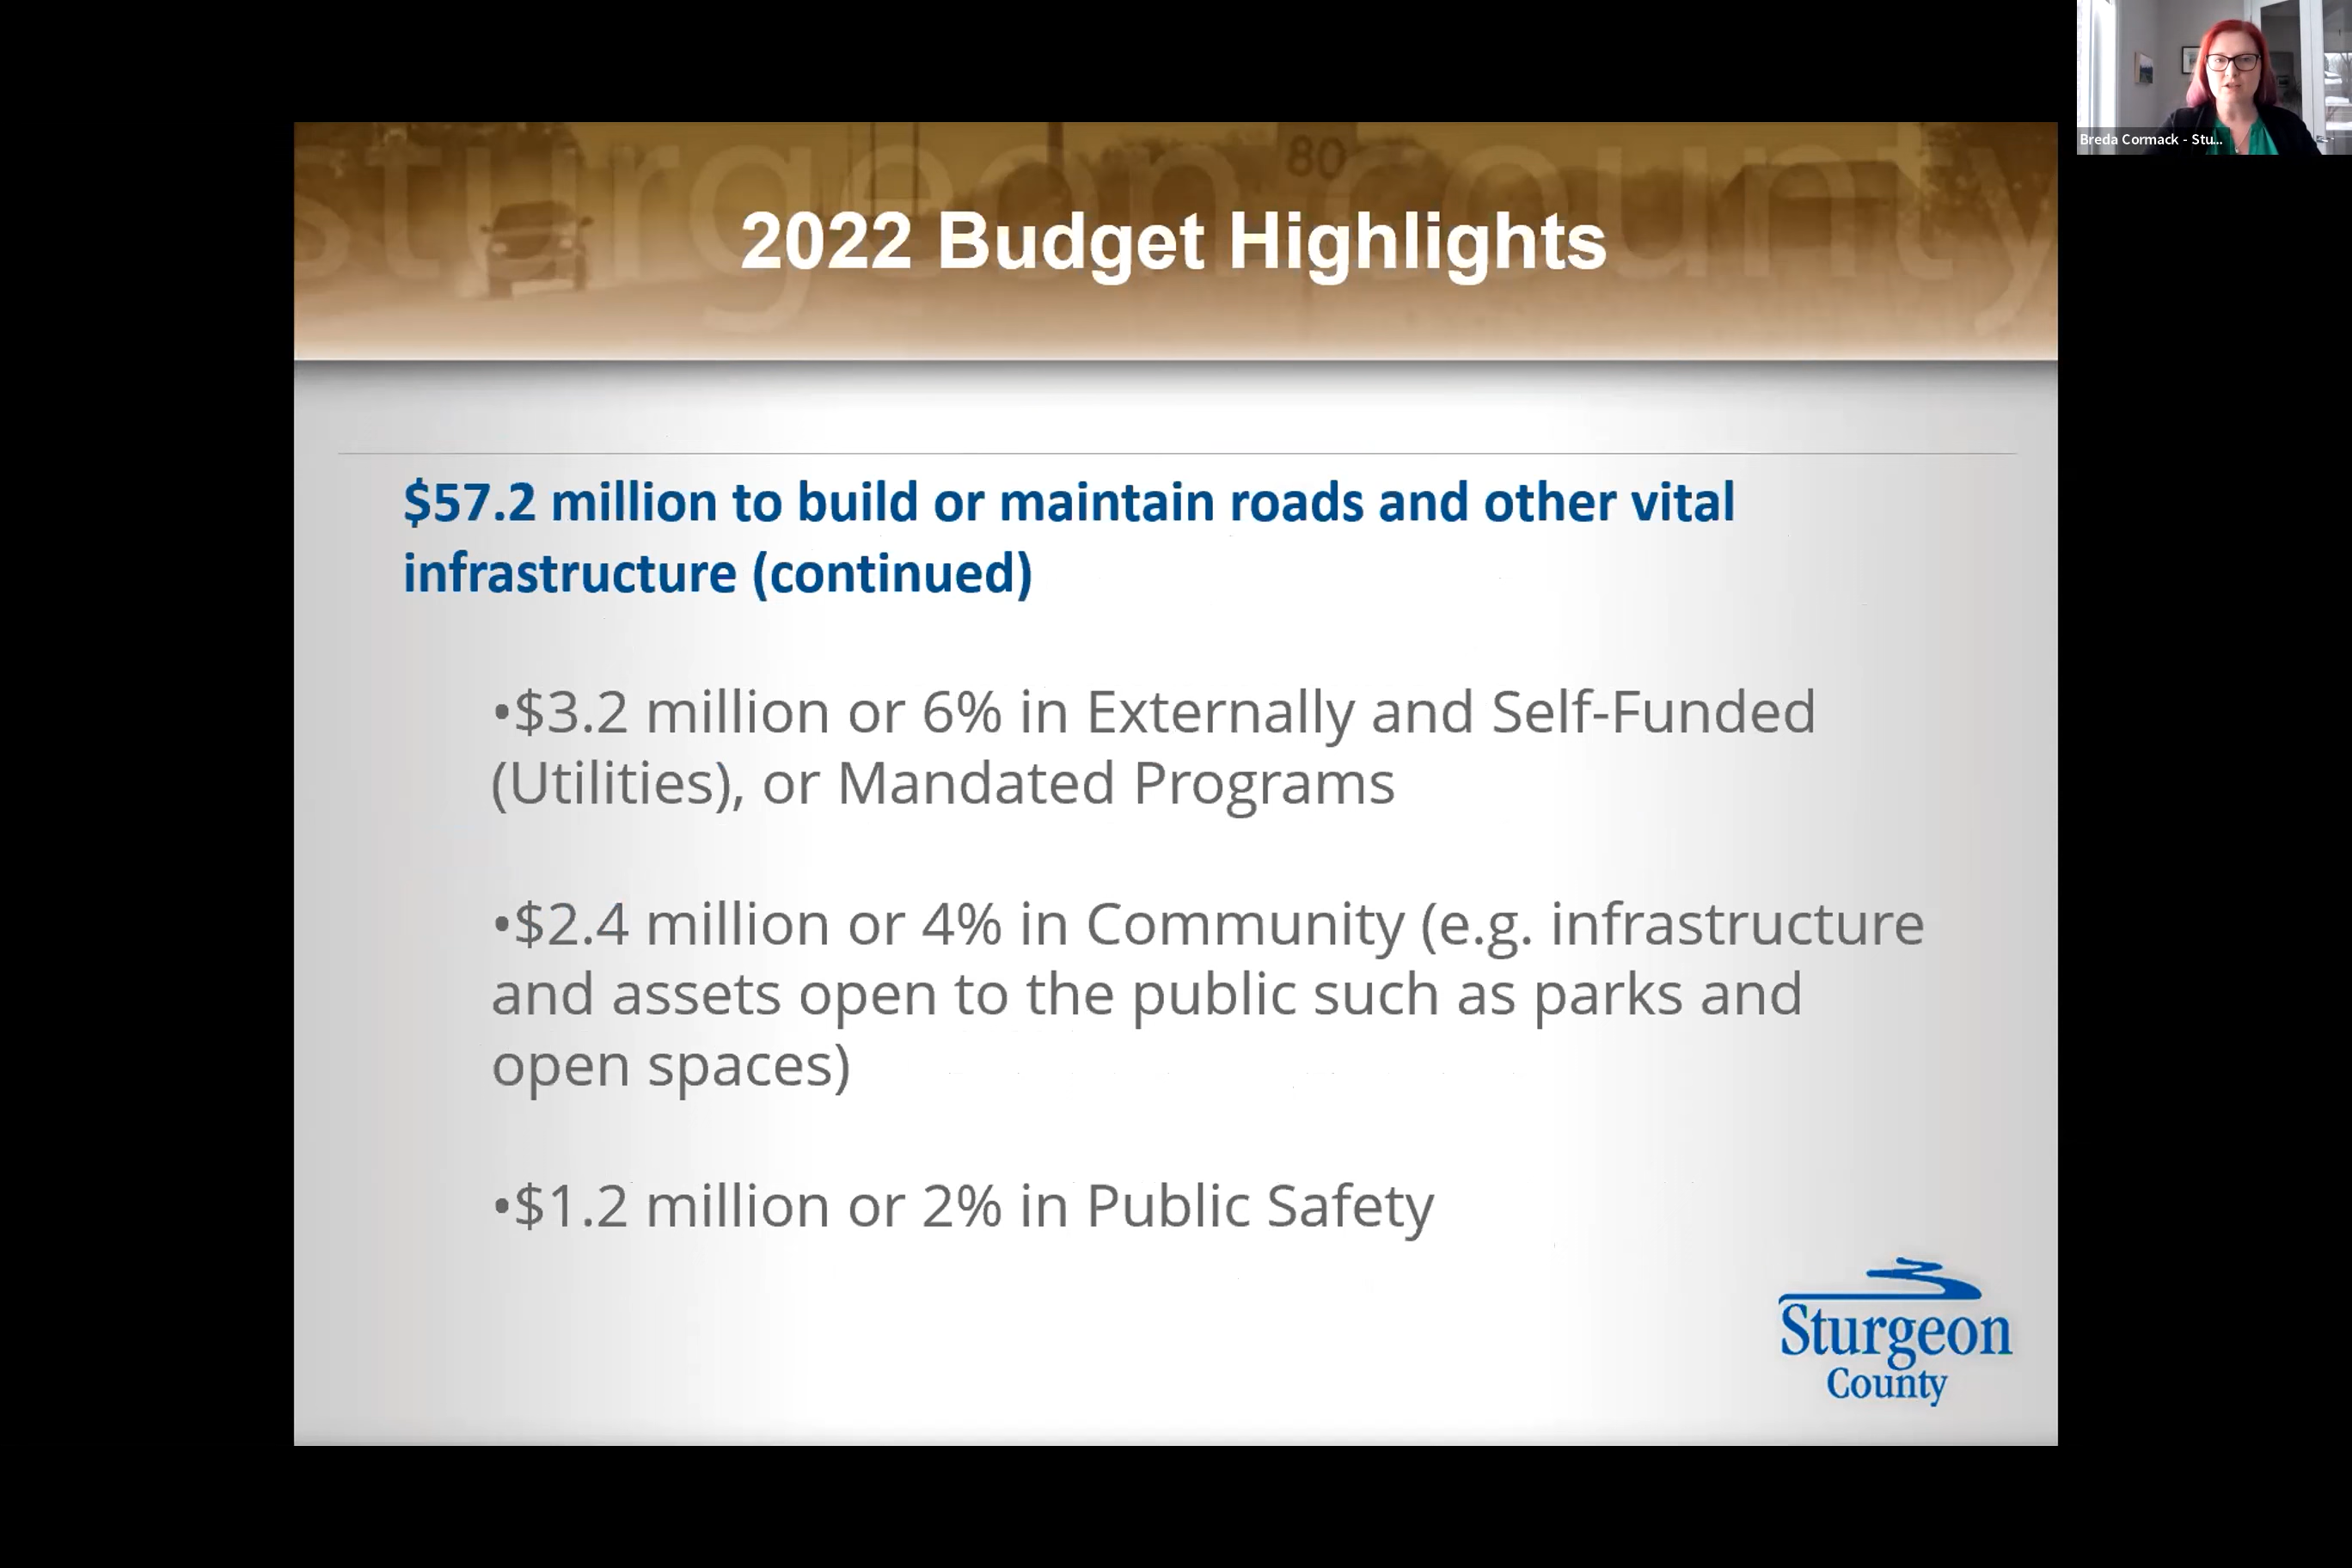 Breda Cormack - Stu...
sturgeon county
80
2022 Budget Highlights
$57.2 million to build or maintain roads and other vital
infrastructure (continued)
•$3.2 million or 6% in Externally and Self-Funded
(Utilities), or Mandated Programs
•$2.4 million or 4% in Community (e.g. infrastructure
and assets open to the public such as parks and
open spaces)
•$1.2 million or 2% in Public Safety
Sturgeon
County